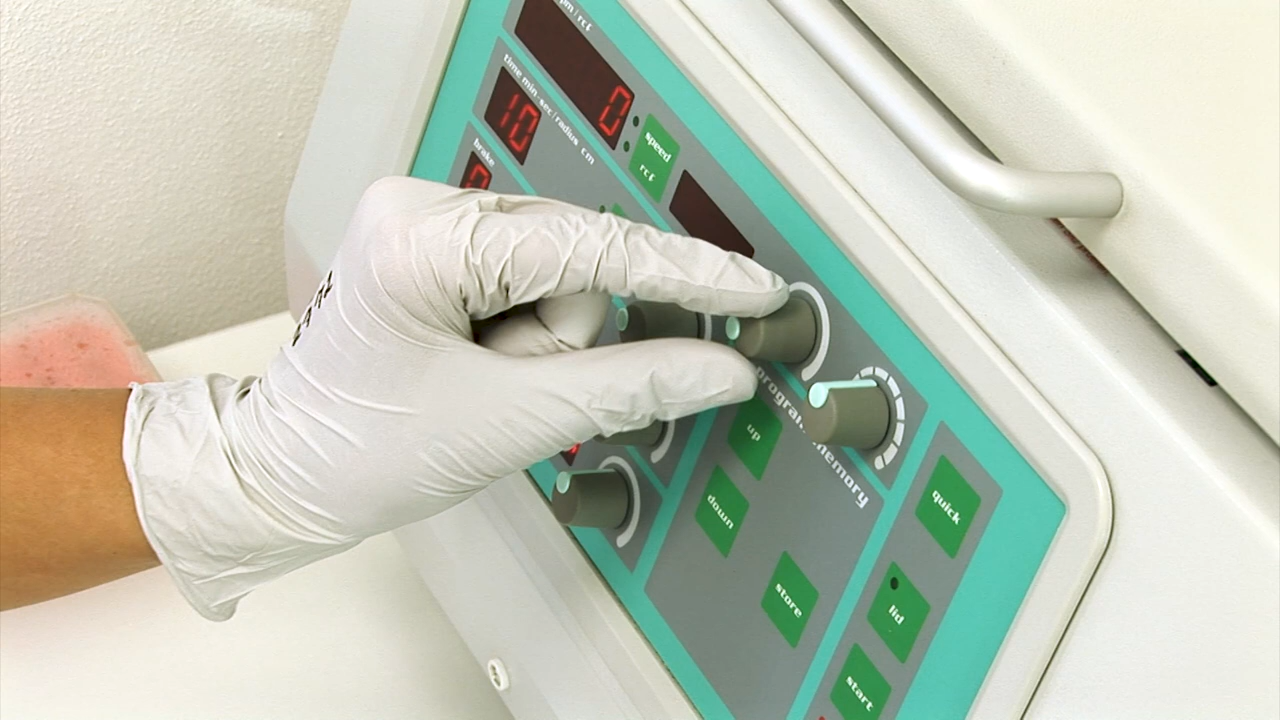 rpm / rcf
0
time min-sec / radius cm
10
speed
rcf
brake
0
program memory
up
down
store
quick
lid
start